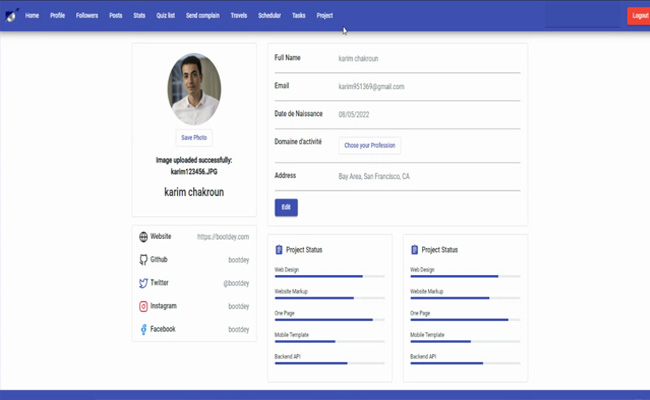 Home Profile Followers Posts Stats Quiz list Send complain Travels Scheduler Tasks Project Logout
Save Photo
Image uploaded successfully:
karim123456.JPG
karim chakroun
Full Name karim chakroun
Email karim951369@gmail.com
Date de Naissance 08/05/2022
Domaine d'activité Chose your Profession
Address Bay Area, San Francisco, CA
Edit
Website https://bootdey.com
Github bootdey
Twitter @bootdey
Instagram bootdey
Facebook bootdey
Project Status
Web Design
Website Markup
One Page
Mobile Template
Backend API
Project Status
Web Design
Website Markup
One Page
Mobile Template
Backend API